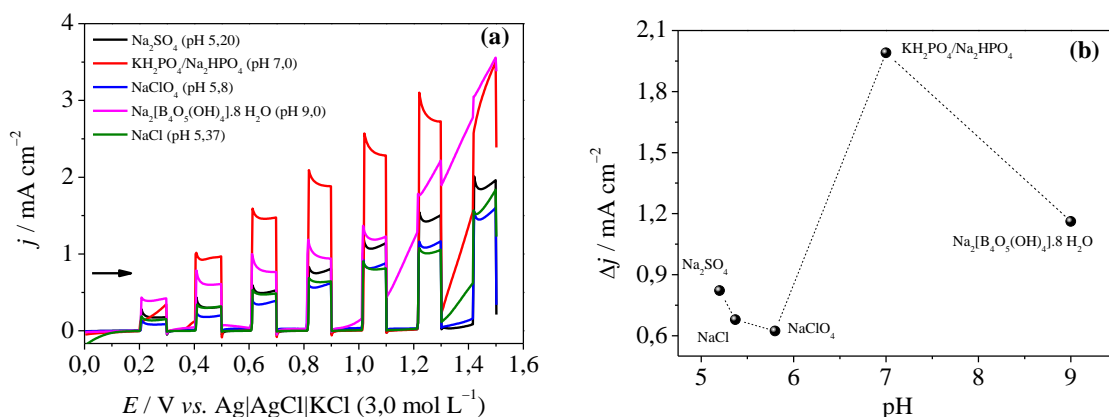 (a)
Na₂SO₄ (pH 5,20)
KH₂PO₄/Na₂HPO₄ (pH 7,0)
NaClO₄ (pH 5,8)
Na₂[B₄O₅(OH)₄].8 H₂O (pH 9,0)
NaCl (pH 5,37)
j / mA cm⁻²
4
3
2
1
0
0,0 0,2 0,4 0,6 0,8 1,0 1,2 1,4 1,6
E / V vs. Ag|AgCl|KCl (3,0 mol L⁻¹)
(b)
KH₂PO₄/Na₂HPO₄
Na₂[B₄O₅(OH)₄].8 H₂O
Na₂SO₄
NaCl
NaClO₄
Δj / mA cm⁻²
2,1
1,8
1,5
1,2
0,9
0,6
5 6 7 8 9
pH